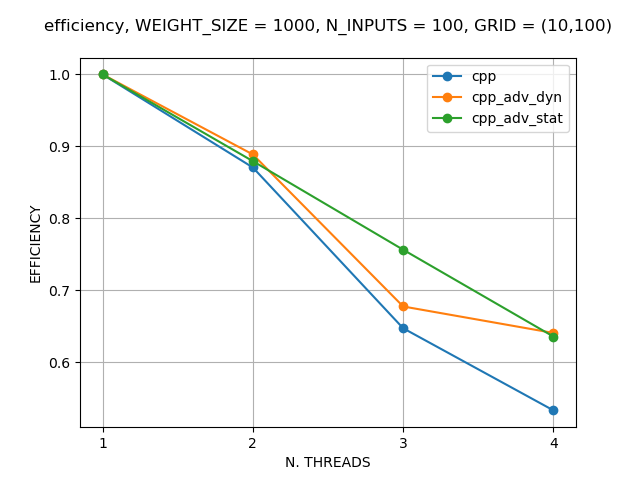 efficiency, WEIGHT_SIZE = 1000, N_INPUTS = 100, GRID = (10,100)
cpp
cpp_adv_dyn
cpp_adv_stat
EFFICIENCY
1.0
0.9
0.8
0.7
0.6
1 2 3 4
N. THREADS